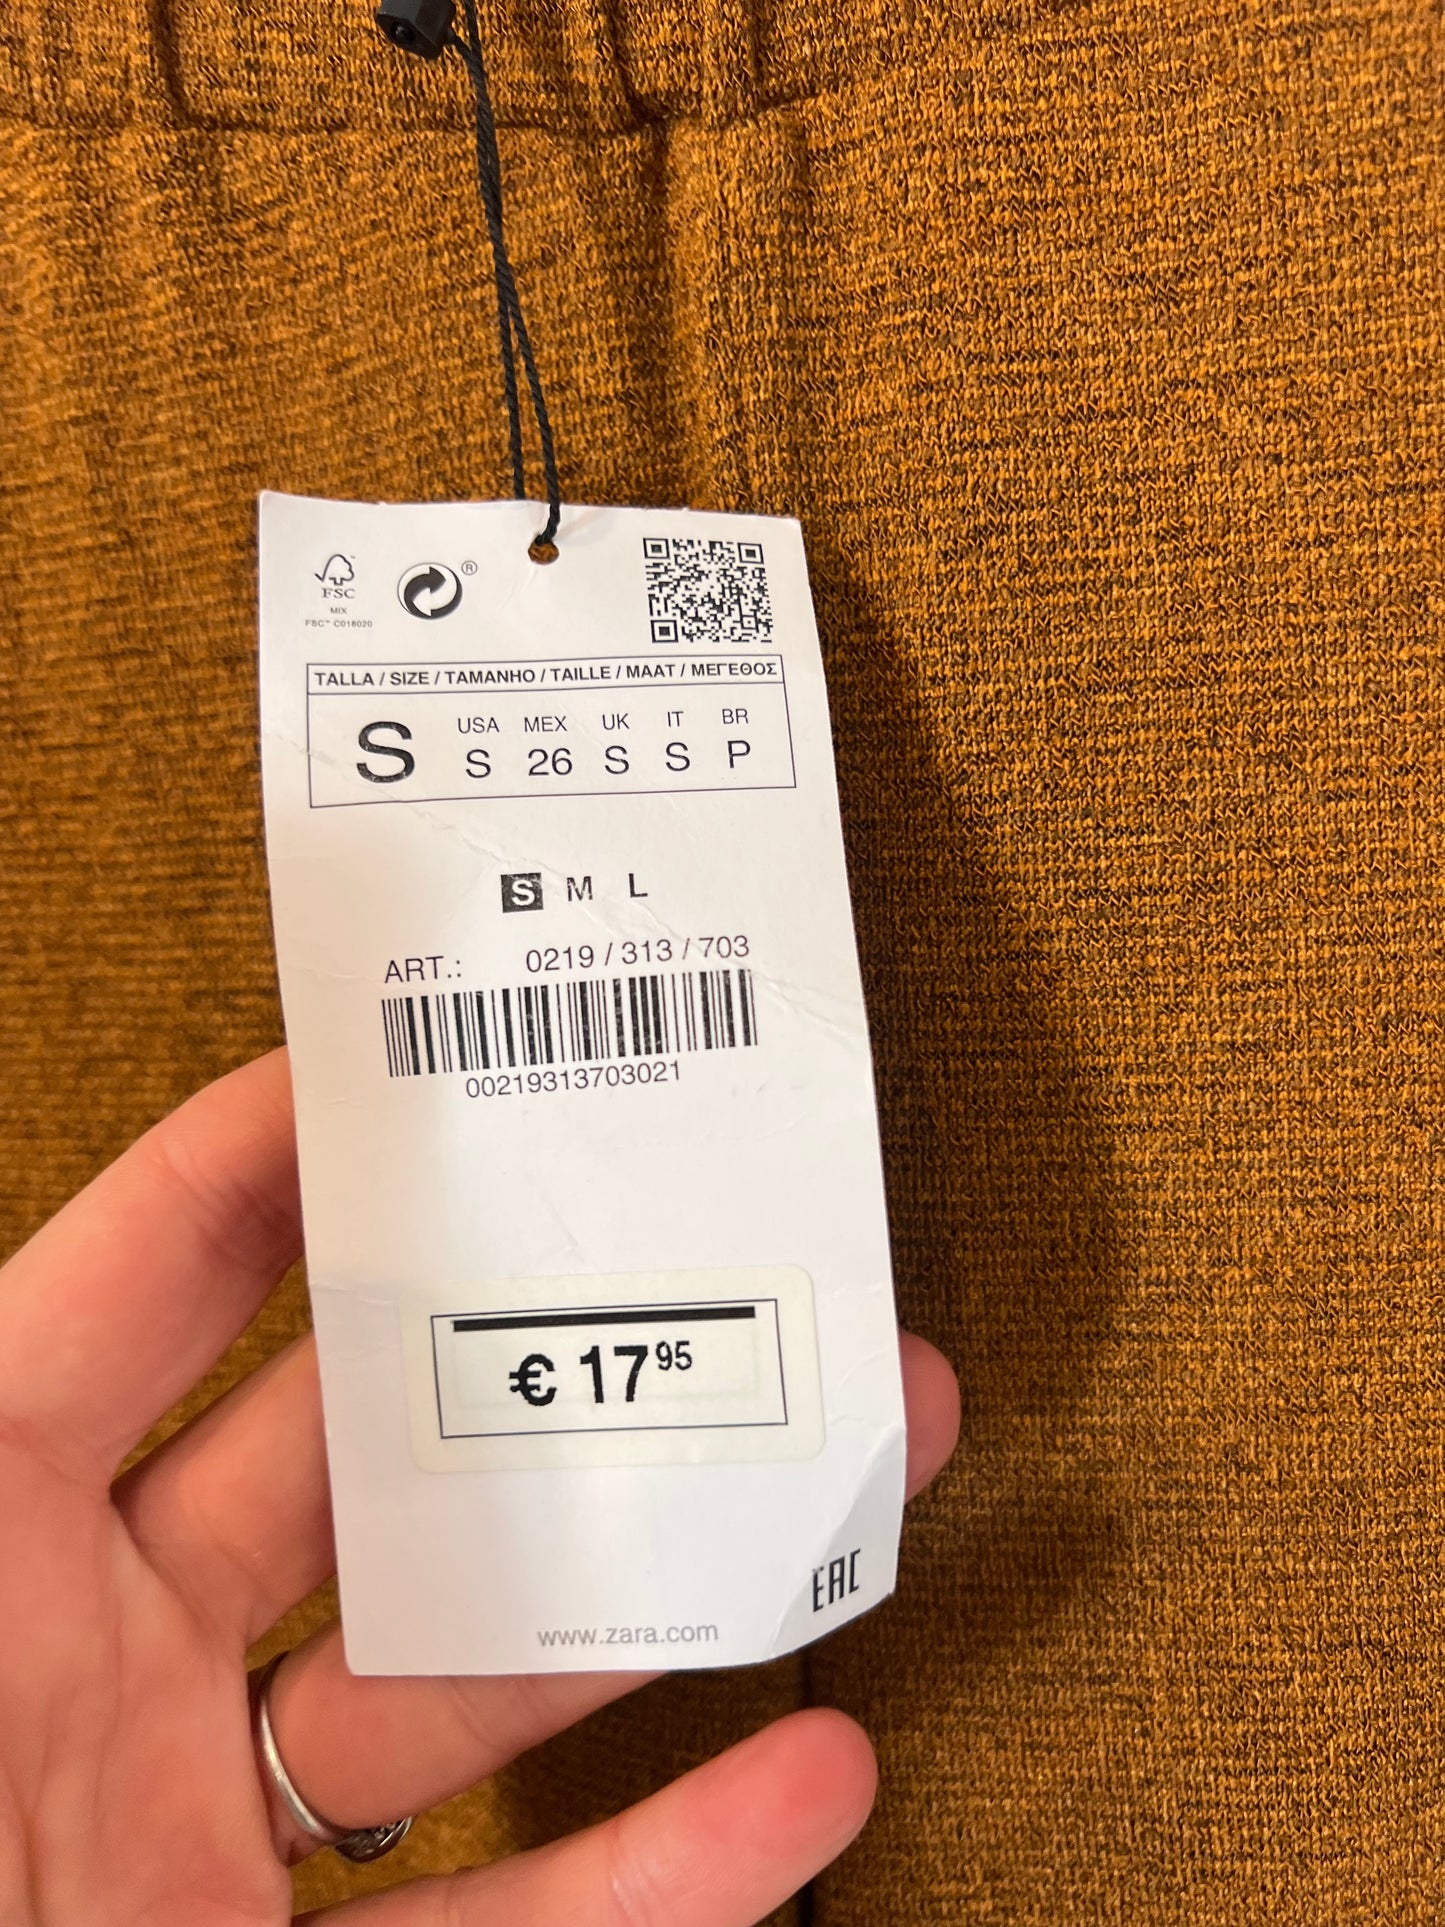 FSC™
MIX
FSC™ C018020
®
TALLA / SIZE / TAMANHO / TAILLE / MAAT / ΜΕΓΕΘΟΣ
S
USA MEX UK IT BR
S 26 S S P
S M L
ART.: 0219 / 313 / 703
00219313703021
€ 17 95
EAC
www.zara.com